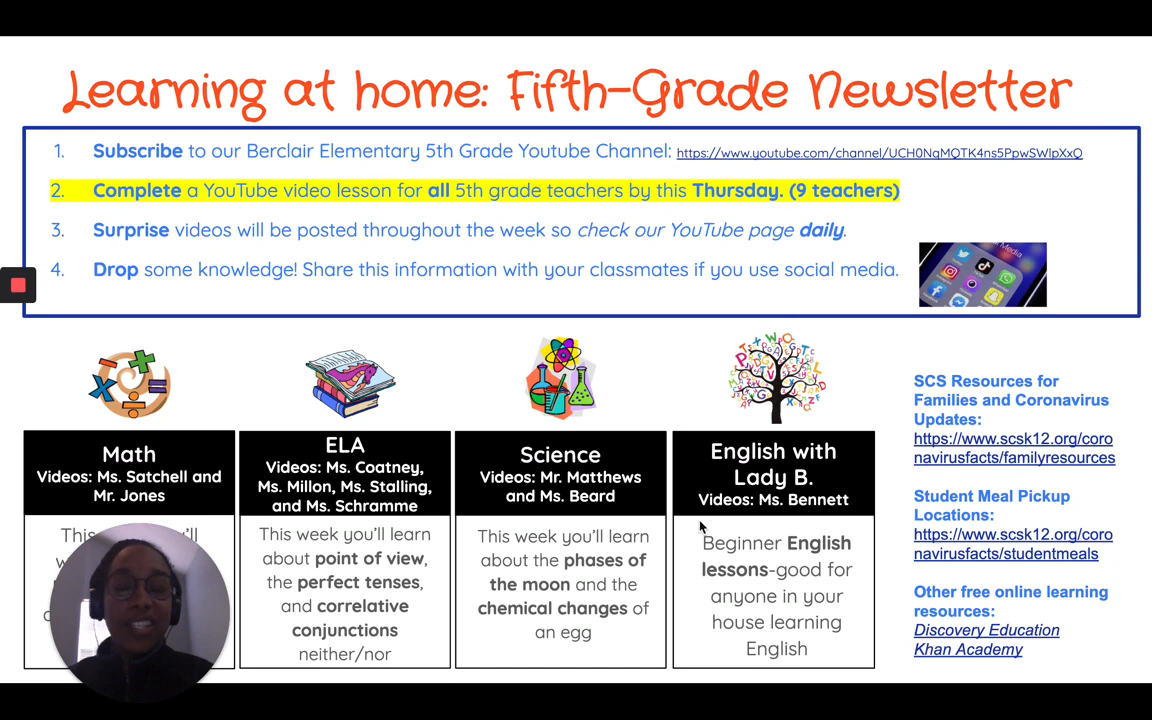 Learning at home: Fifth-Grade Newsletter
1. Subscribe to our Berclair Elementary 5th Grade Youtube Channel: https://www.youtube.com/channel/UCH0NqMQTK4ns5PpwSWlpXxQ
2. Complete a YouTube video lesson for all 5th grade teachers by this Thursday. (9 teachers)
3. Surprise videos will be posted throughout the week so check our YouTube page daily.
4. Drop some knowledge! Share this information with your classmates if you use social media.
Media
Math
Videos: Ms. Satchell and
Mr. Jones
This
ELA
Videos: Ms. Coatney,
Ms. Millon, Ms. Stalling,
and Ms. Schramme
This week you'll learn
about point of view,
the perfect tenses,
and correlative
conjunctions
neither/nor
Science
Videos: Mr. Matthews
and Ms. Beard
This week you'll learn
about the phases of
the moon and the
chemical changes of
an egg
English with
Lady B.
Videos: Ms. Bennett
Beginner English
lessons-good for
anyone in your
house learning
English
SCS Resources for
Families and Coronavirus
Updates:
https://www.scsk12.org/coro
navirusfacts/familyresources
Student Meal Pickup
Locations:
https://www.scsk12.org/coro
navirusfacts/studentmeals
Other free online learning
resources:
Discovery Education
Khan Academy